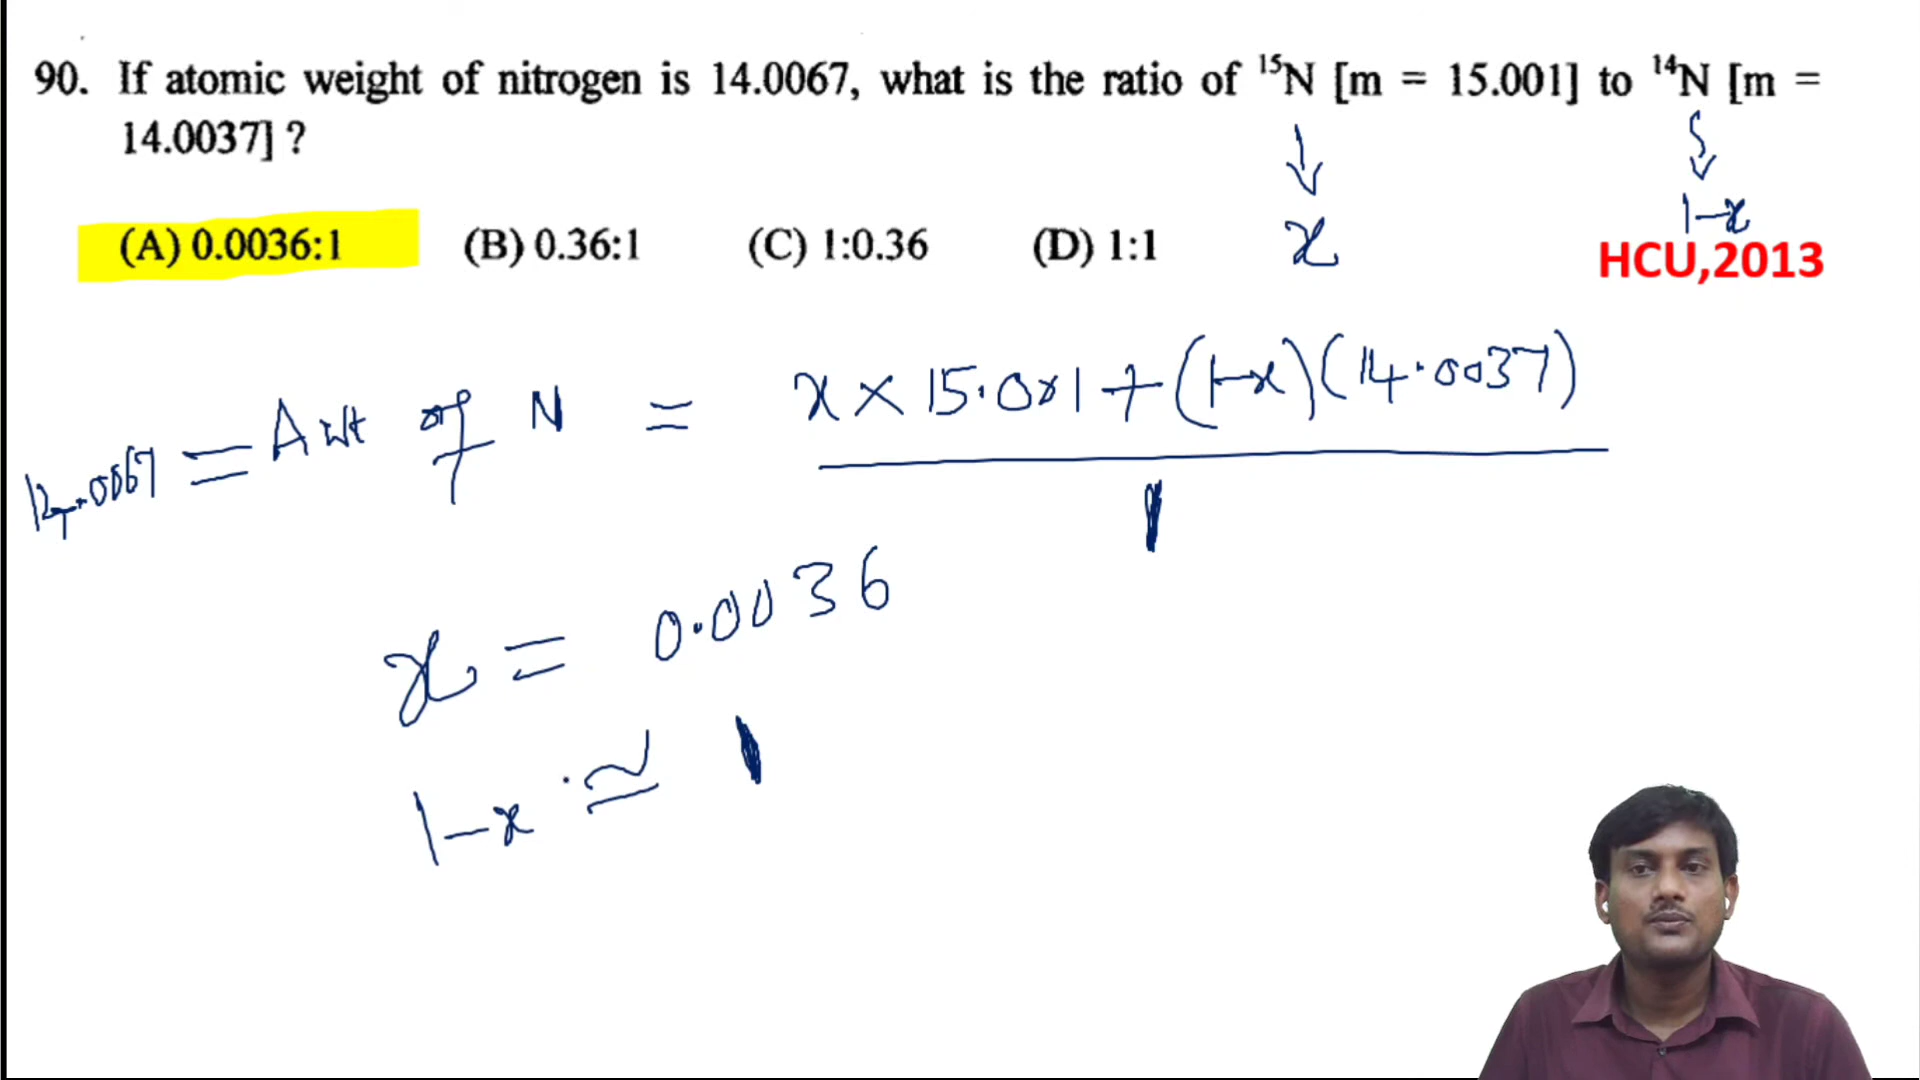 90. If atomic weight of nitrogen is 14.0067, what is the ratio of ¹⁵N [m = 15.001] to ¹⁴N [m =
14.0037] ?
x
1-x
(A) 0.0036:1 (B) 0.36:1 (C) 1:0.36 (D) 1:1
HCU,2013
14.0067 = A wt of N = x × 15.001 + (1-x)(14.0037)
1
x = 0.0036
1-x ≃ 1